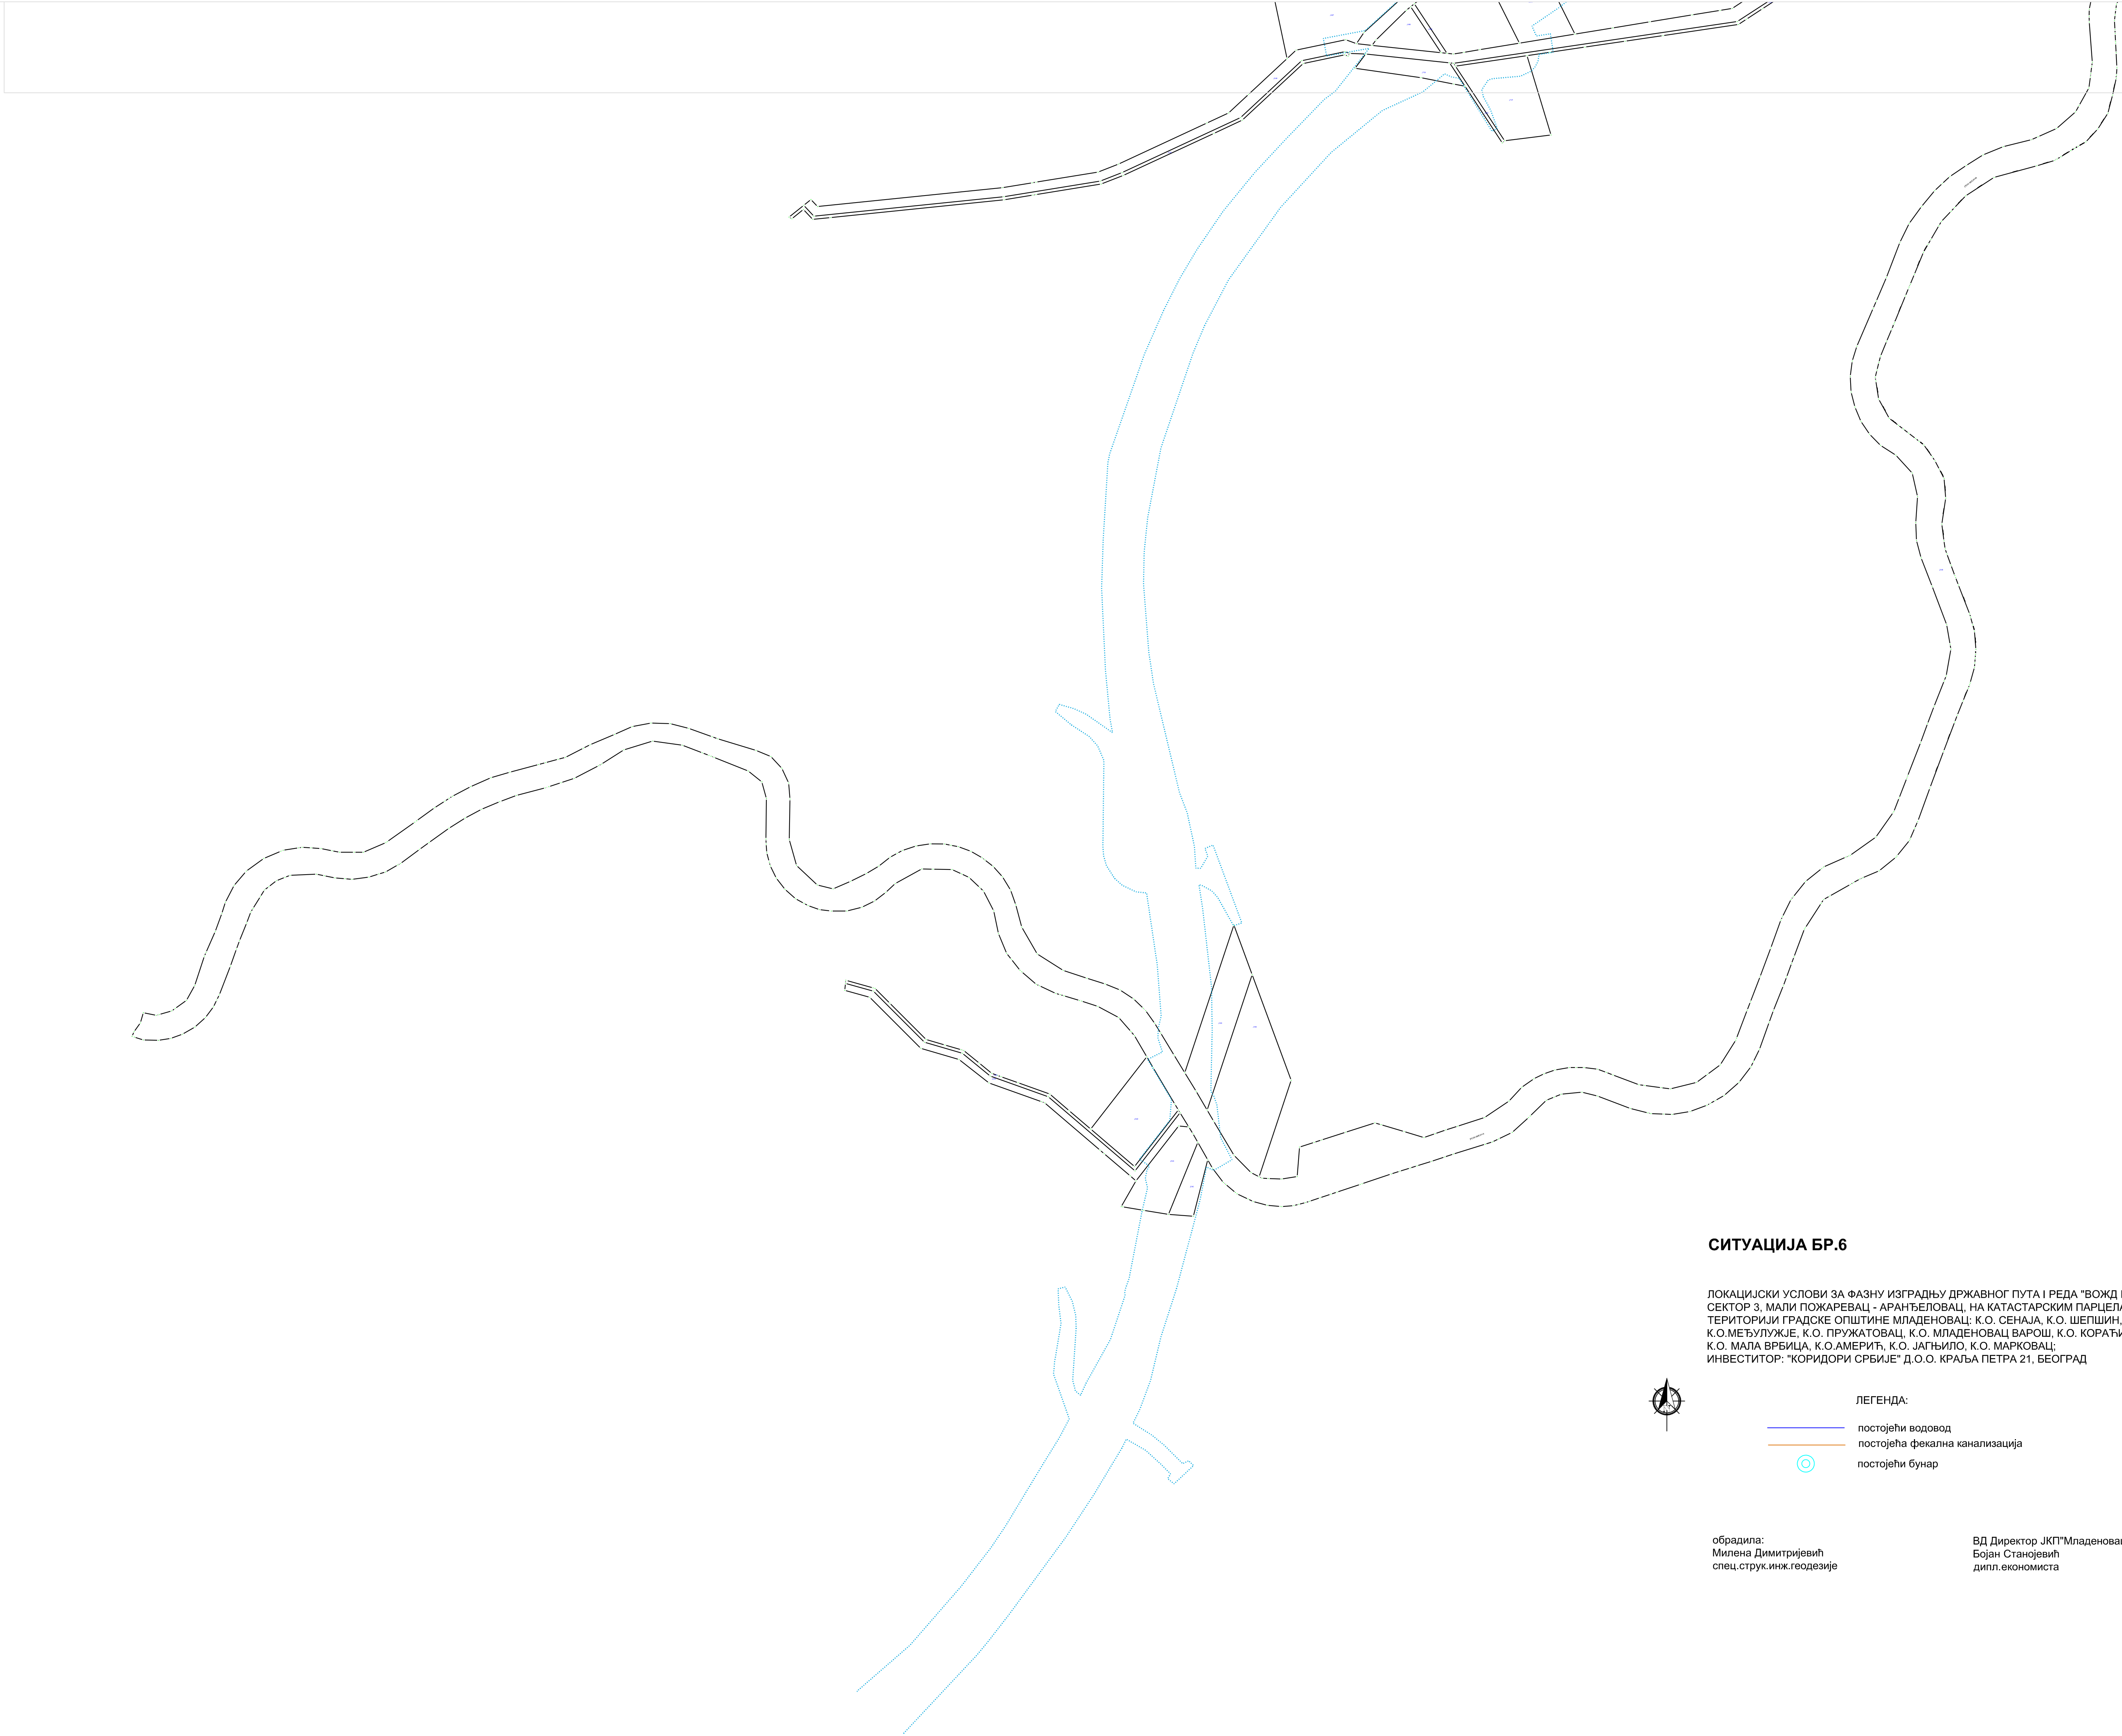 СИТУАЦИЈА БР.6
ЛОКАЦИЈСКИ УСЛОВИ ЗА ФАЗНУ ИЗГРАДЊУ ДРЖАВНОГ ПУТА I РЕДА "ВОЖД
СЕКТОР 3, МАЛИ ПОЖАРЕВАЦ - АРАНЂЕЛОВАЦ, НА КАТАСТАРСКИМ
ТЕРИТОРИЈИ ГРАДСКЕ ОПШТИНЕ МЛАДЕНОВАЦ: К.О. СЕНАЈА, К.О. ШЕПШИН,
К.О.МЕЂУЛУЖЈЕ, К.О. ПРУЖАТОВАЦ, К.О. МЛАДЕНОВАЦ ВАРОШ, К.О.
К.О. МАЛА ВРБИЦА, К.О.АМЕРИЋ, К.О. ЈАГЊИЛО, К.О. МАРКОВАЦ;
ИНВЕСТИТОР: "КОРИДОРИ СРБИЈЕ" Д.О.О. КРАЉА ПЕТРА 21, БЕОГРАД
ЛЕГЕНДА:
постојећи водовод
постојећа фекална канализација
постојећи бунар
обрадила:
Милена Димитријевић
спец.струк.инж.геодезије
ВД Директор ЈКП"Младеновац
Бојан Станојевић
дипл.економиста